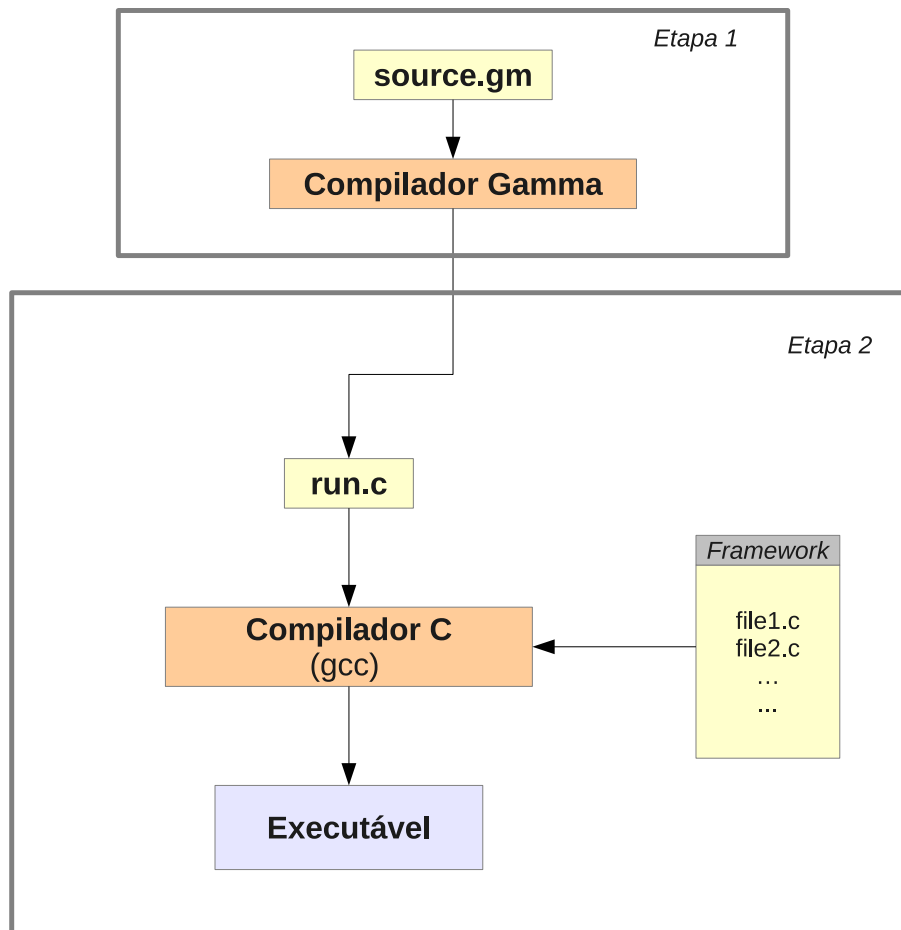 Etapa 1
source.gm
Compilador Gamma
Etapa 2
run.c
Framework
file1.c
file2.c
...
...
Compilador C
(gcc)
Executável